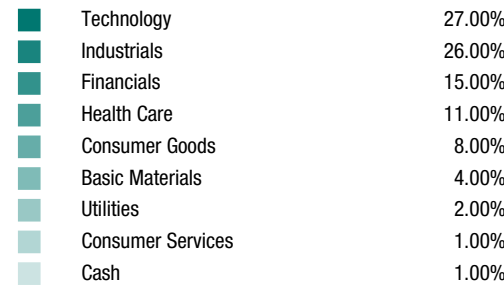 Technology 27.00%
Industrials 26.00%
Financials 15.00%
Health Care 11.00%
Consumer Goods 8.00%
Basic Materials 4.00%
Utilities 2.00%
Consumer Services 1.00%
Cash 1.00%